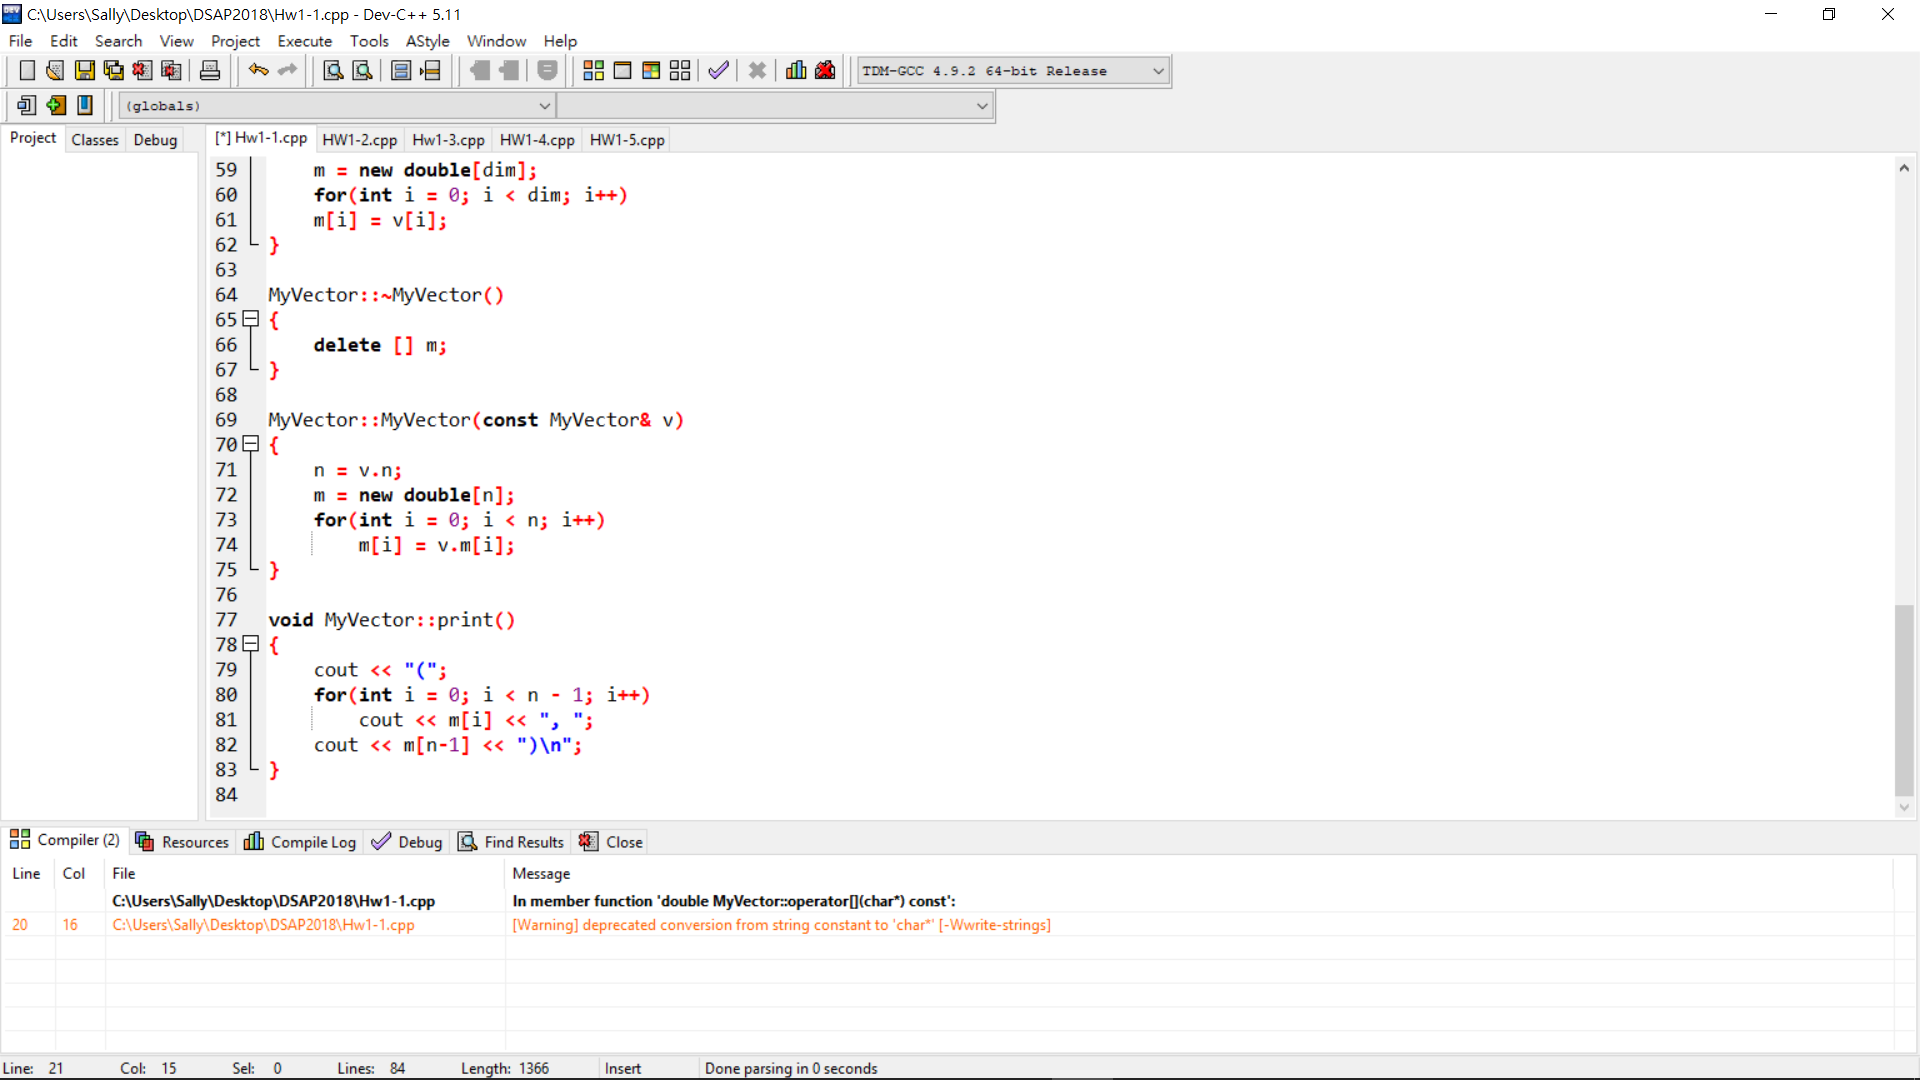 C:\Users\Sally\Desktop\DSAP2018\Hw1-1.cpp - Dev-C++ 5.11
File Edit Search View Project Execute Tools AStyle Window Help
TDM-GCC 4.9.2 64-bit Release
(globals)
Project Classes Debug [*] Hw1-1.cpp HW1-2.cpp Hw1-3.cpp HW1-4.cpp HW1-5.cpp
59 m = new double[dim];
60 for(int i = 0; i < dim; i++)
61 m[i] = v[i];
62 }
63
64 MyVector::~MyVector()
65 {
66 delete [] m;
67 }
68
69 MyVector::MyVector(const MyVector& v)
70 {
71 n = v.n;
72 m = new double[n];
73 for(int i = 0; i < n; i++)
74 m[i] = v.m[i];
75 }
76
77 void MyVector::print()
78 {
79 cout << "(";
80 for(int i = 0; i < n - 1; i++)
81 cout << m[i] << ", ";
82 cout << m[n-1] << ")\n";
83 }
84
Compiler (2) Resources Compile Log Debug Find Results Close
Line Col File Message
C:\Users\Sally\Desktop\DSAP2018\Hw1-1.cpp In member function 'double MyVector::operator[](char*) const':
20 16 C:\Users\Sally\Desktop\DSAP2018\Hw1-1.cpp [Warning] deprecated conversion from string constant to 'char*' [-Wwrite-strings]
Line: 21 Col: 15 Sel: 0 Lines: 84 Length: 1366 Insert Done parsing in 0 seconds